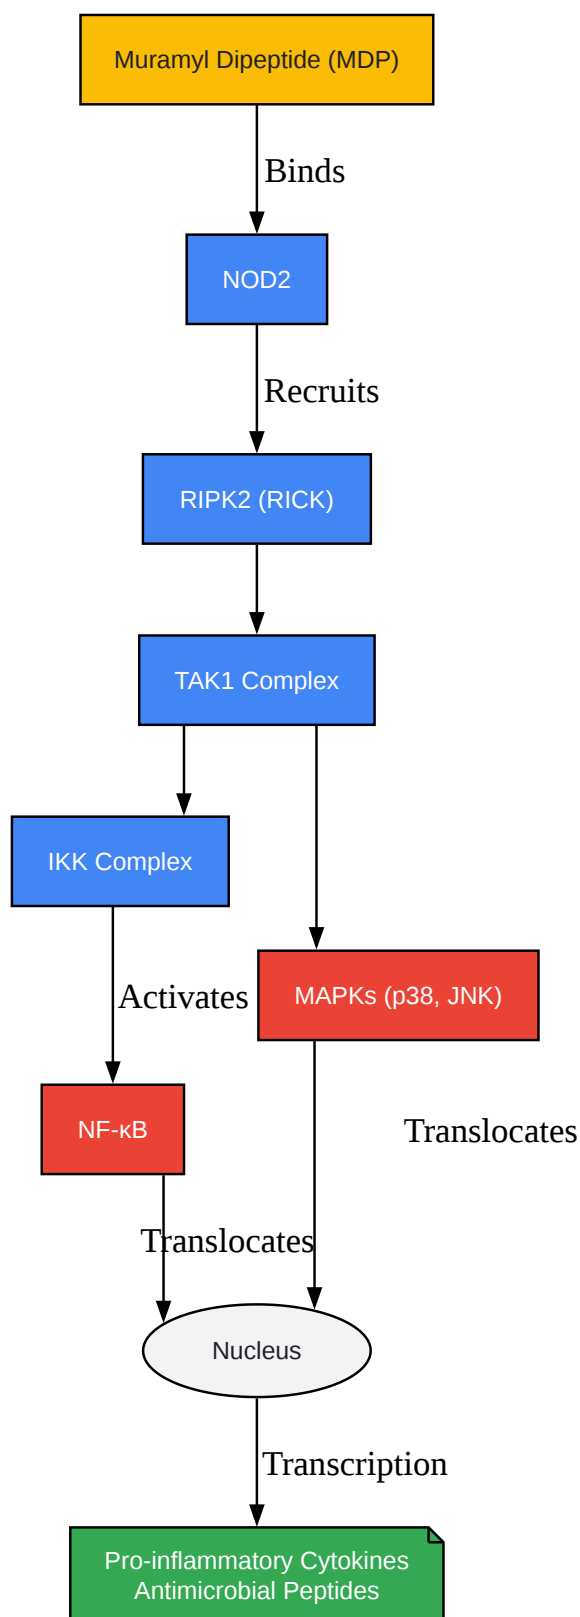 Muramyl Dipeptide (MDP)
Binds
NOD2
Recruits
RIPK2 (RICK)
TAK1 Complex
IKK Complex
Activates
MAPKs (p38, JNK)
NF-κB
Translocates
Translocates
Nucleus
Transcription
Pro-inflammatory Cytokines
Antimicrobial Peptides